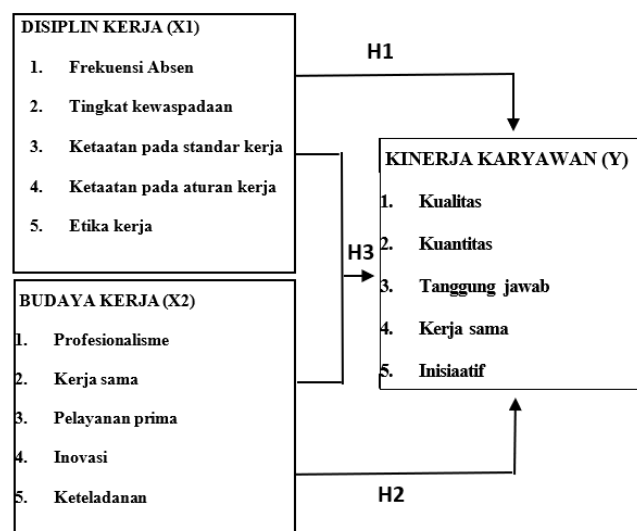 DISIPLIN KERJA (X1)
1. Frekuensi Absen
2. Tingkat kewaspadaan
3. Ketaatan pada standar kerja
4. Ketaatan pada aturan kerja
5. Etika kerja
H1
KINERJA KARYAWAN (Y)
1. Kualitas
2. Kuantitas
3. Tanggung jawab
4. Kerja sama
5. Inisiaatif
H3
BUDAYA KERJA (X2)
1. Profesionalisme
2. Kerja sama
3. Pelayanan prima
4. Inovasi
5. Keteladanan
H2